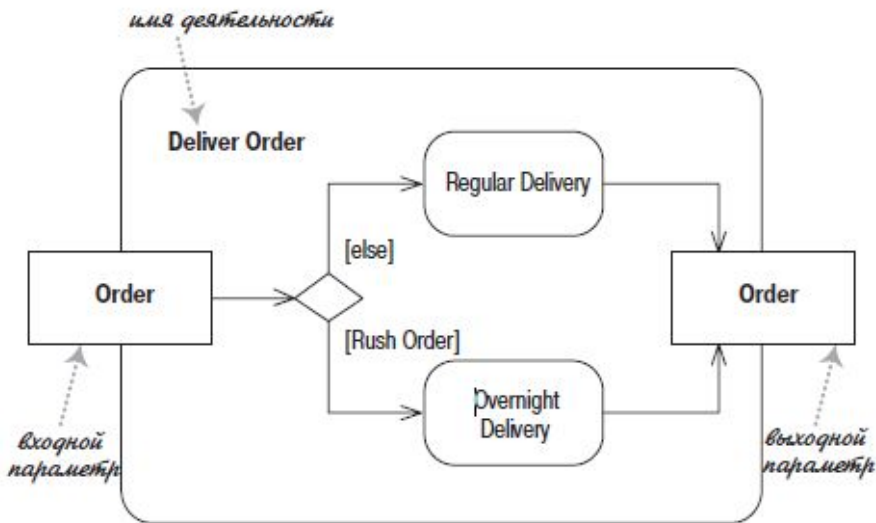 имя деятельности
Deliver Order
Regular Delivery
[else]
Order
Order
[Rush Order]
Overnight
Delivery
входной
параметр
выходной
параметр